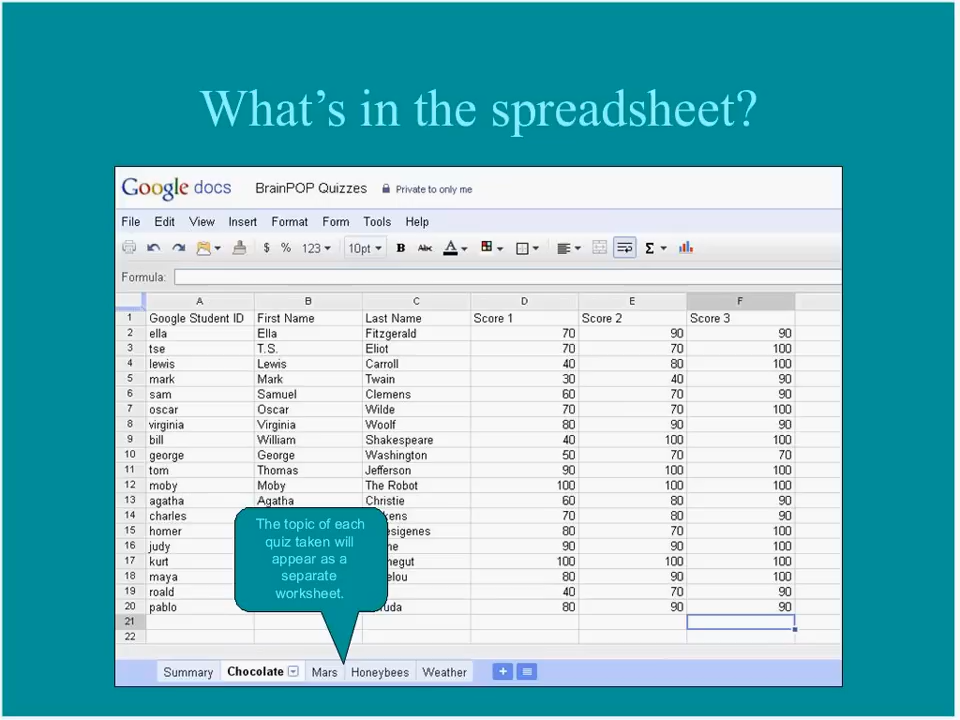 What's in the spreadsheet?
Google docs BrainPOP Quizzes Private to only me
File Edit View Insert Format Form Tools Help
$ % 123 10pt B Abc A Σ
Formula:
A B C D E F
1 Google Student ID First Name Last Name Score 1 Score 2 Score 3
2 ella Ella Fitzgerald 70 90 90
3 tse T.S. Eliot 70 70 100
4 lewis Lewis Carroll 40 80 100
5 mark Mark Twain 30 40 90
6 sam Samuel Clemens 60 70 90
7 oscar Oscar Wilde 70 70 100
8 virginia Virginia Woolf 80 90 90
9 bill William Shakespeare 40 100 100
10 george George Washington 50 70 70
11 tom Thomas Jefferson 90 100 100
12 moby Moby The Robot 100 100 100
13 agatha Agatha Christie 60 80 90
14 charles kens 70 80 90
15 homer esigenes 80 70 100
16 judy ne 90 90 100
17 kurt negut 100 100 100
18 maya elou 80 90 100
19 roald 40 70 90
20 pablo uda 80 90 90
21
22
The topic of each
quiz taken will
appear as a
separate
worksheet.
Summary Chocolate Mars Honeybees Weather